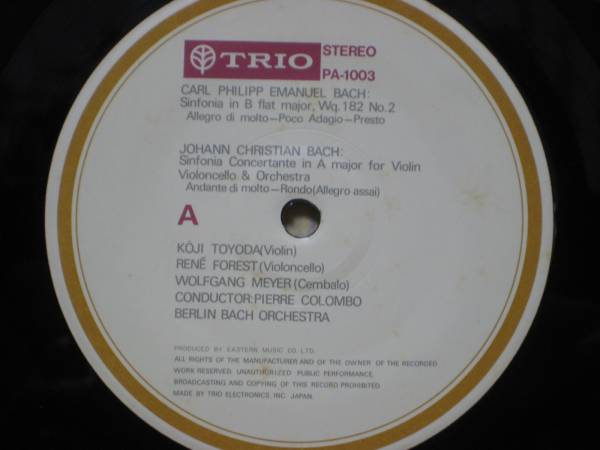 TRIO STEREO
PA-1003
CARL PHILIPP EMANUEL BACH:
Sinfonia in B flat major, Wq.182 No.2
Allegro di molto—Poco Adagio—Presto
JOHANN CHRISTIAN BACH:
Sinfonia Concertante in A major for Violin
Violoncello & Orchestra
Andante di molto—Rondo(Allegro assai)
A
KŌJI TOYODA(Violin)
RENÉ FOREST(Violoncello)
WOLFGANG MEYER(Cembalo)
CONDUCTOR:PIERRE COLOMBO
BERLIN BACH ORCHESTRA
PRODUCED BY EASTERN MUSIC CO. LTD.
ALL RIGHTS OF THE MANUFACTURER AND OF THE OWNER OF THE RECORDED
WORK RESERVED. UNAUTHORIZED PUBLIC PERFORMANCE,
BROADCASTING AND COPYING OF THIS RECORD PROHIBITED
MADE BY TRIO ELECTRONICS, INC. JAPAN.